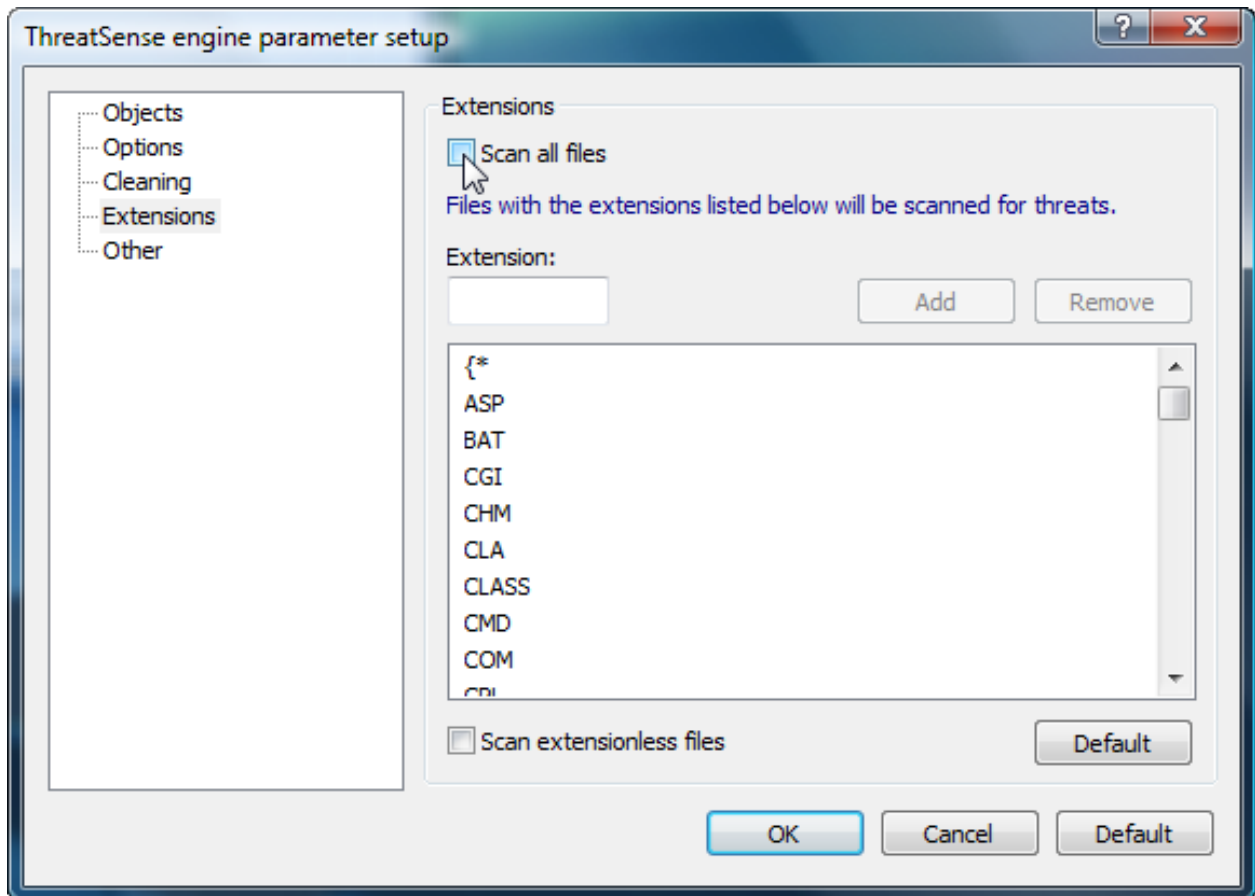 ThreatSense engine parameter setup
Objects
Options
Cleaning
Extensions
Other
Extensions
Scan all files
Files with the extensions listed below will be scanned for threats.
Extension:
Add Remove
{*
ASP
BAT
CGI
CHM
CLA
CLASS
CMD
COM
Scan extensionless files
Default
OK Cancel Default